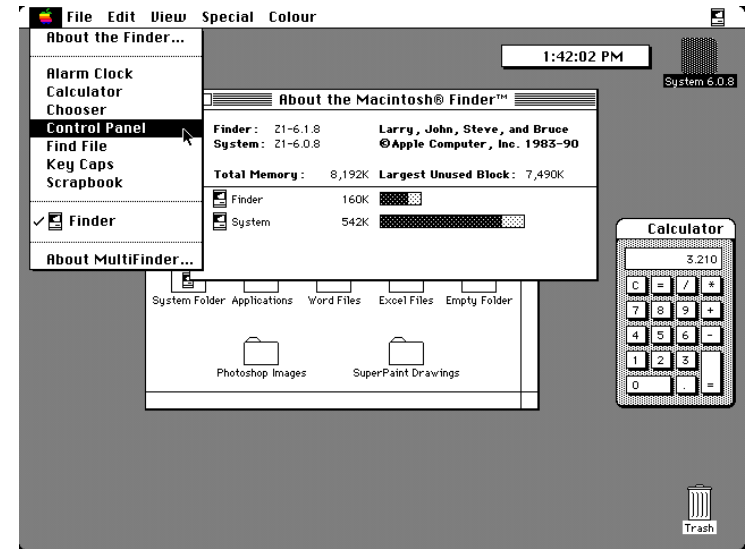 File Edit View Special Colour
About the Finder...
Alarm Clock
Calculator
Chooser
Control Panel
Find File
Key Caps
Scrapbook
✓ Finder
About MultiFinder...
1:42:02 PM
System 6.0.8
About the Macintosh® Finder™
Finder: Z1-6.1.8 Larry, John, Steve, and Bruce
System: Z1-6.0.8 ©Apple Computer, Inc. 1983-90
Total Memory: 8,192K Largest Unused Block: 7,490K
Finder 160K
System 542K
System Folder Applications Word Files Excel Files Empty Folder
Photoshop Images SuperPaint Drawings
Calculator
3.210
C = / *
7 8 9 +
4 5 6 -
1 2 3
0 . =
Trash